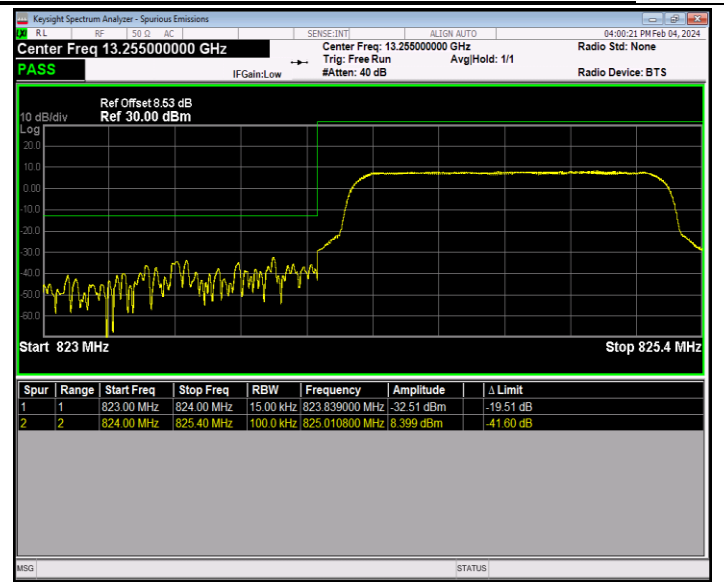 Keysight Spectrum Analyzer - Spurious Emissions
RL RF 50 Ω AC SENSE:INT ALIGN AUTO 04:00:21 PM Feb 04, 2024
Center Freq 13.255000000 GHz Center Freq: 13.255000000 GHz Radio Std: None
Trig: Free Run Avg|Hold: 1/1
PASS IFGain:Low #Atten: 40 dB Radio Device: BTS
Ref Offset 8.53 dB
10 dB/div Ref 30.00 dBm
Log
20.0
10.0
0.00
-10.0
-20.0
-30.0
-40.0
-50.0
-60.0
Start 823 MHz Stop 825.4 MHz
Spur Range Start Freq Stop Freq RBW Frequency Amplitude Δ Limit
1 1 823.00 MHz 824.00 MHz 15.00 kHz 823.839000 MHz -32.51 dBm -19.51 dB
2 2 824.00 MHz 825.40 MHz 100.0 kHz 825.010800 MHz 8.399 dBm -41.60 dB
MSG STATUS